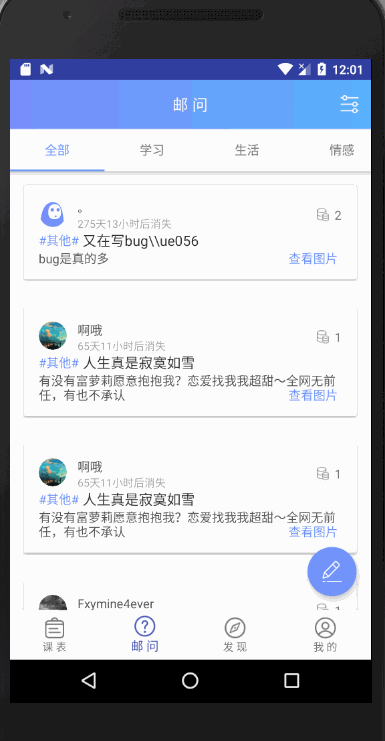 12:01
邮 问
全部 学习 生活 情感
。
275天13小时后消失
2
#其他# 又在写bug\\ue056
bug是真的多
查看图片
啊哦
65天11小时后消失
1
#其他# 人生真是寂寞如雪
有没有富萝莉愿意抱抱我？恋爱找我我超甜～全网无前
任，有也不承认
查看图片
啊哦
65天11小时后消失
1
#其他# 人生真是寂寞如雪
有没有富萝莉愿意抱抱我？恋爱找我我超甜～全网无前
任，有也不承认
查看图片
Fxymine4ever
1
课 表 邮 问 发 现 我 的